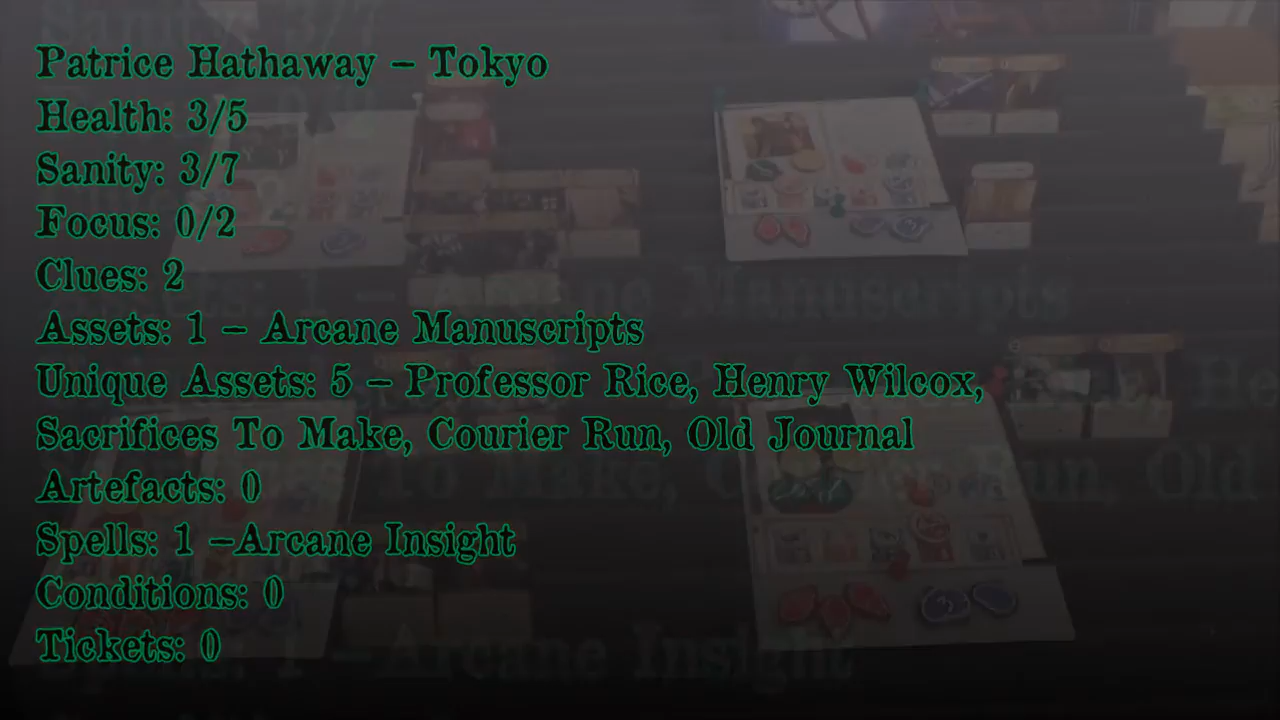 Patrice Hathaway – Tokyo
Health: 3/5
Sanity: 3/7
Focus: 0/2
Clues: 2
Assets: 1 – Arcane Manuscripts
Unique Assets: 5 – Professor Rice, Henry Wilcox,
Sacrifices To Make, Courier Run, Old Journal
Artefacts: 0
Spells: 1 –Arcane Insight
Conditions: 0
Tickets: 0